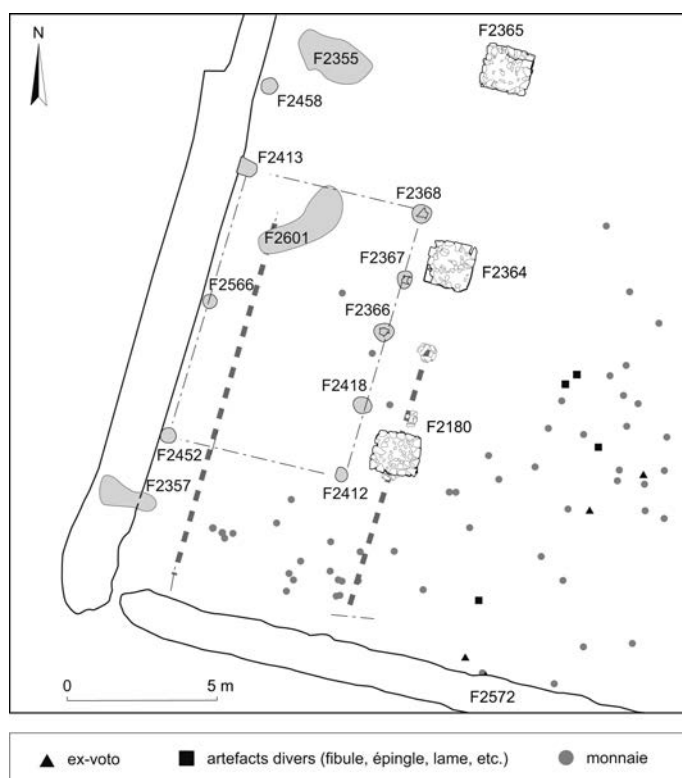 N
F2365
F2355
F2458
F2413
F2368
F2601
F2367
F2364
F2566
F2366
F2418
F2180
F2452
F2357
F2412
0 5 m
F2572
ex-voto artefacts divers (fibule, épingle, lame, etc.) monnaie